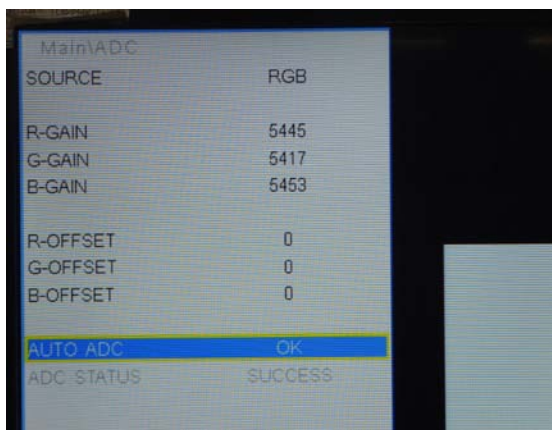 Main\ADC
SOURCE RGB
R-GAIN 5445
G-GAIN 5417
B-GAIN 5453
R-OFFSET 0
G-OFFSET 0
B-OFFSET 0
AUTO ADC OK
ADC STATUS SUCCESS